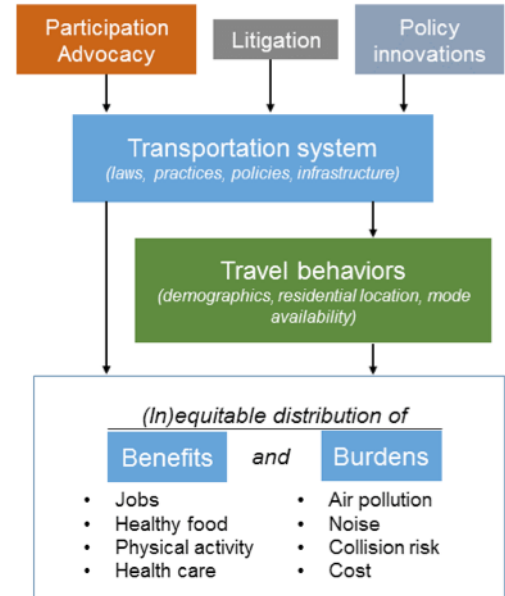 Participation
Advocacy
Litigation
Policy
innovations
Transportation system
(laws, practices, policies, infrastructure)
Travel behaviors
(demographics, residential location, mode
availability)
(In)equitable distribution of
Benefits and Burdens
• Jobs
• Healthy food
• Physical activity
• Health care
• Air pollution
• Noise
• Collision risk
• Cost